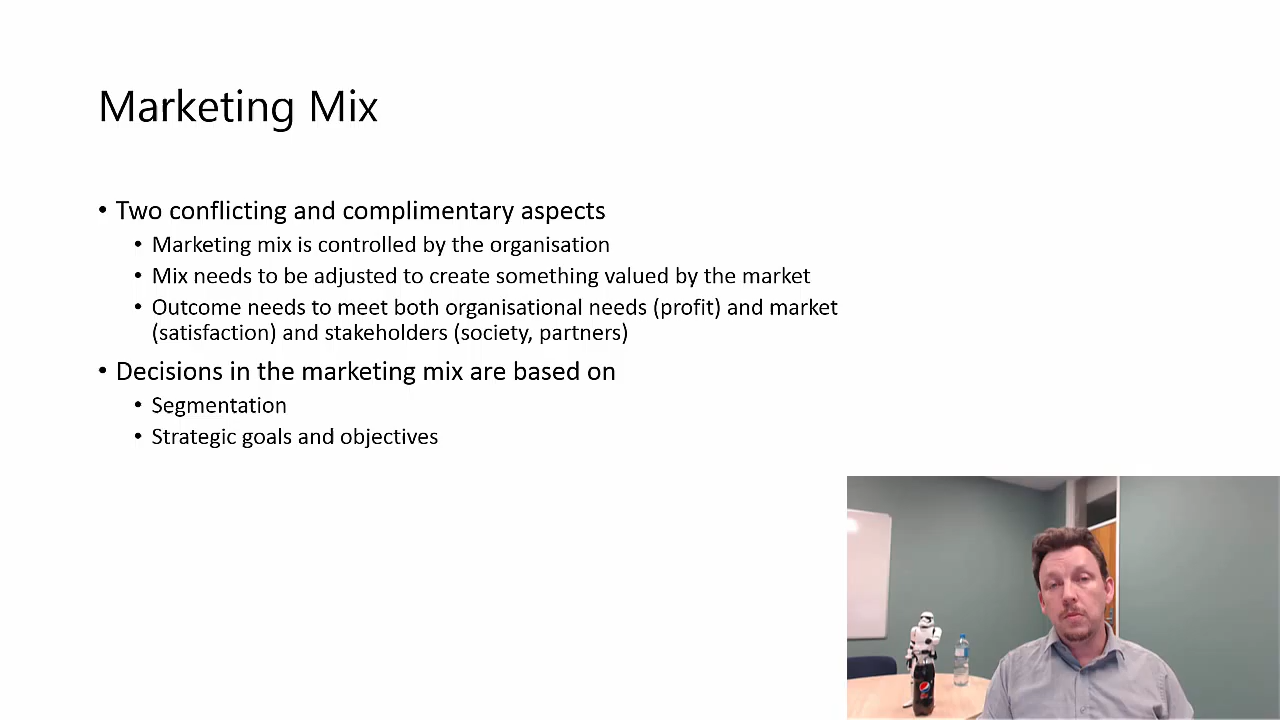 Marketing Mix
• Two conflicting and complimentary aspects
• Marketing mix is controlled by the organisation
• Mix needs to be adjusted to create something valued by the market
• Outcome needs to meet both organisational needs (profit) and market
(satisfaction) and stakeholders (society, partners)
• Decisions in the marketing mix are based on
• Segmentation
• Strategic goals and objectives